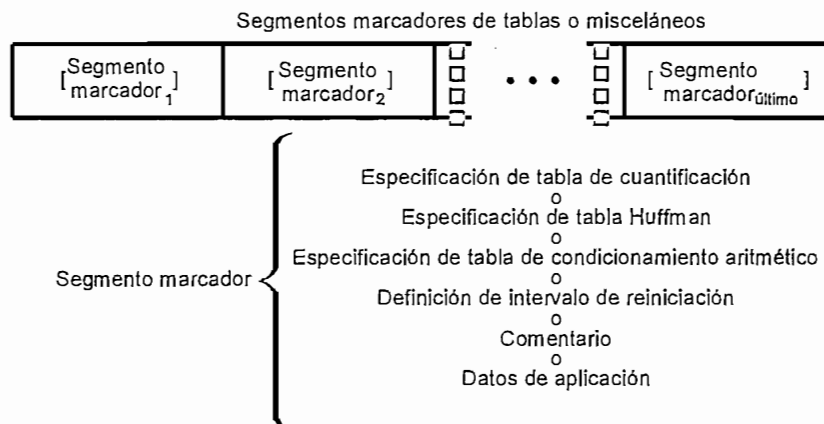 Segmentos marcadores de tablas o misceláneos
[Segmento marcador1] [Segmento marcador2] • • • [Segmento marcadorúltimo]
Especificación de tabla de cuantificación
o
Especificación de tabla Huffman
o
Especificación de tabla de condicionamiento aritmético
o
Segmento marcador
Definición de intervalo de reiniciación
o
Comentario
o
Datos de aplicación